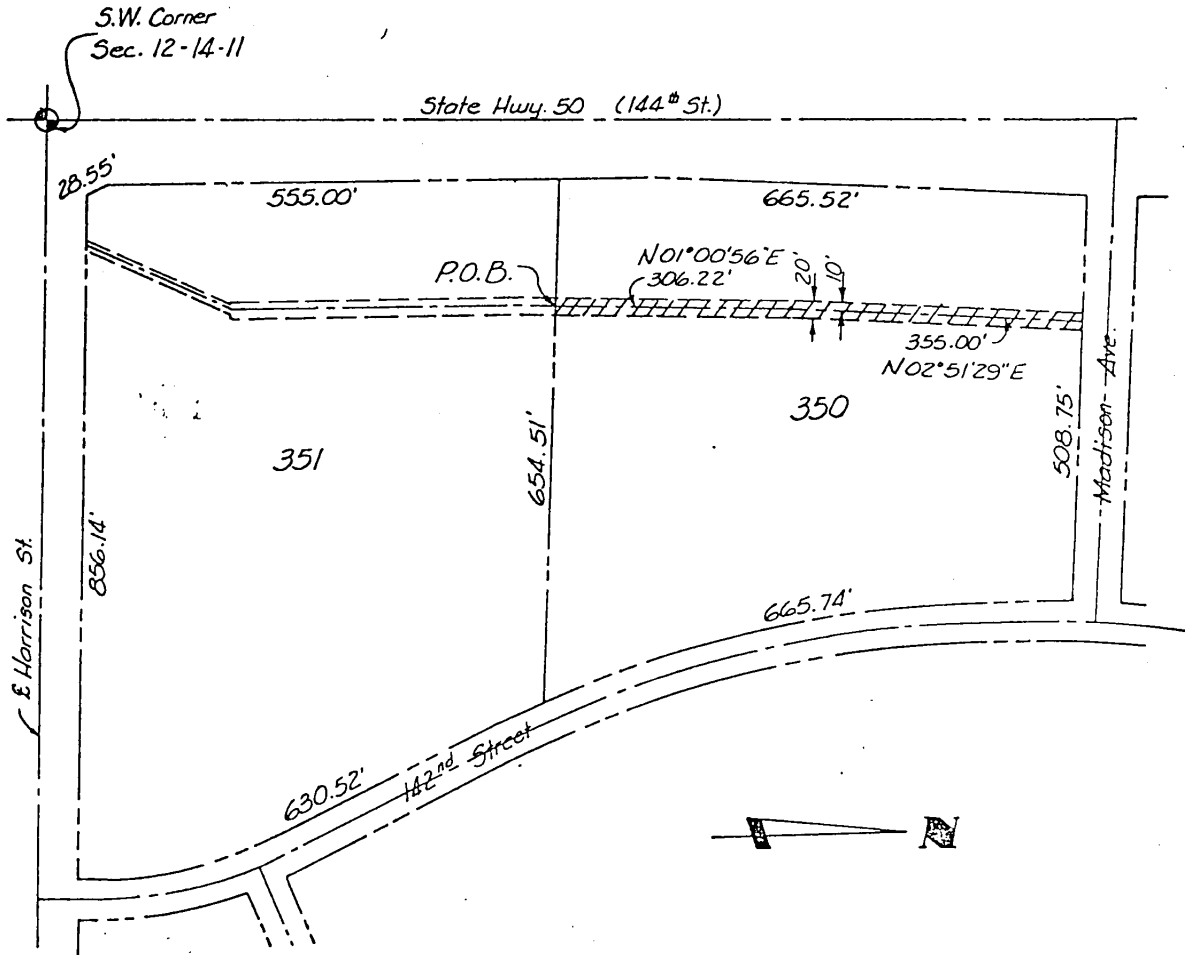 S.W. Corner
Sec. 12-14-11
State Hwy. 50 (144th St.)
28.55'
555.00'
665.52'
P.O.B.
N01°00'56"E
306.22'
20'
10'
355.00'
N02°51'29"E
350
351
654.51'
508.75'
Madison Ave.
856.14'
℄ Harrison St.
665.74'
630.52'
142nd Street
N